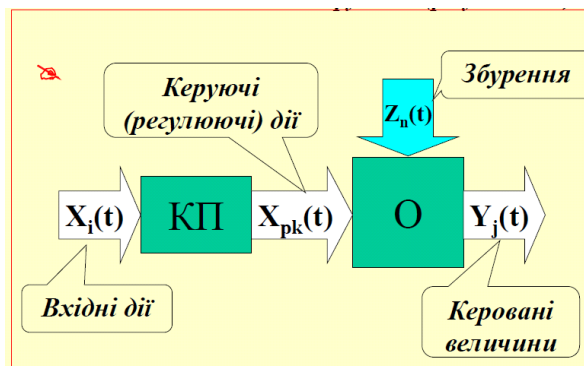 Керуючі
(регулюючі) дії
Збурення
Zn(t)
Xi(t)
КП
Xpk(t)
О
Yj(t)
Вхідні дії
Керовані
величини